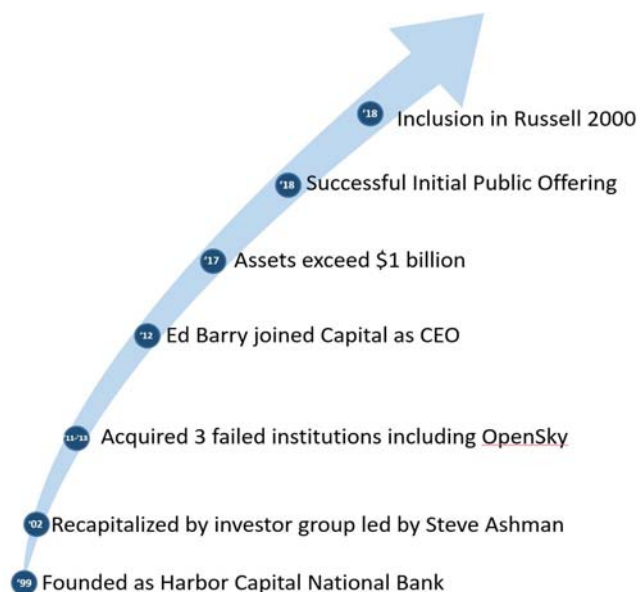 '18 Inclusion in Russell 2000
'18 Successful Initial Public Offering
'17 Assets exceed $1 billion
'12 Ed Barry joined Capital as CEO
'11-'13 Acquired 3 failed institutions including OpenSky
'02 Recapitalized by investor group led by Steve Ashman
'99 Founded as Harbor Capital National Bank